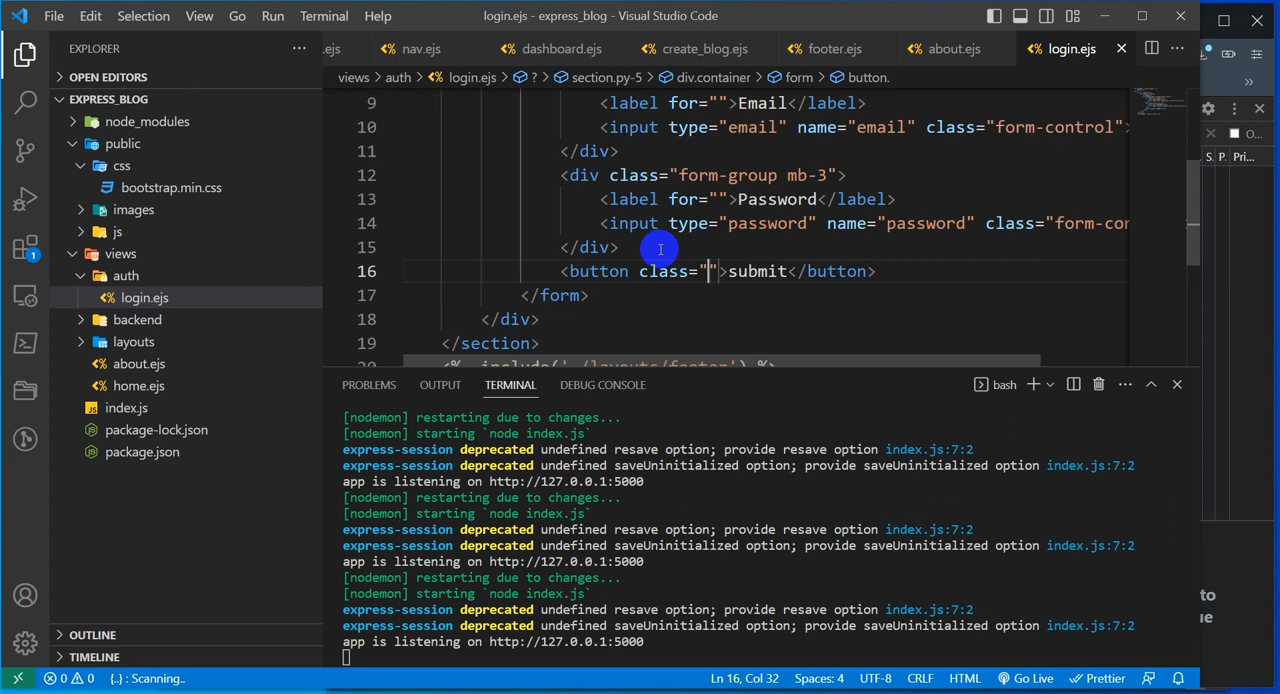 File Edit Selection View Go Run Terminal Help login.ejs - express_blog - Visual Studio Code
EXPLORER
.ejs nav.ejs dashboard.ejs create_blog.ejs footer.ejs about.ejs login.ejs
OPEN EDITORS
views > auth > login.ejs > ? > section.py-5 > div.container > form > button.
EXPRESS_BLOG
node_modules
public
css
bootstrap.min.css
images
js
views
auth
login.ejs
backend
layouts
about.ejs
home.ejs
index.js
package-lock.json
package.json
OUTLINE
TIMELINE
9 <label for="">Email</label>
10 <input type="email" name="email" class="form-control">
11 </div>
12 <div class="form-group mb-3">
13 <label for="">Password</label>
14 <input type="password" name="password" class="form-con
15 </div>
16 <button class="">submit</button>
17 </form>
18 </div>
19 </section>
PROBLEMS OUTPUT TERMINAL DEBUG CONSOLE bash
[nodemon] restarting due to changes...
[nodemon] starting `node index.js`
express-session deprecated undefined resave option; provide resave option index.js:7:2
express-session deprecated undefined saveUninitialized option; provide saveUninitialized option index.js:7:2
app is listening on http://127.0.0.1:5000
[nodemon] restarting due to changes...
[nodemon] starting `node index.js`
express-session deprecated undefined resave option; provide resave option index.js:7:2
express-session deprecated undefined saveUninitialized option; provide saveUninitialized option index.js:7:2
app is listening on http://127.0.0.1:5000
[nodemon] restarting due to changes...
[nodemon] starting `node index.js`
express-session deprecated undefined resave option; provide resave option index.js:7:2
express-session deprecated undefined saveUninitialized option; provide saveUninitialized option index.js:7:2
app is listening on http://127.0.0.1:5000
1
0 0 {..} : Scanning.. Ln 16, Col 32 Spaces: 4 UTF-8 CRLF HTML Go Live Prettier
O...
S. P. Pri...
to
ue